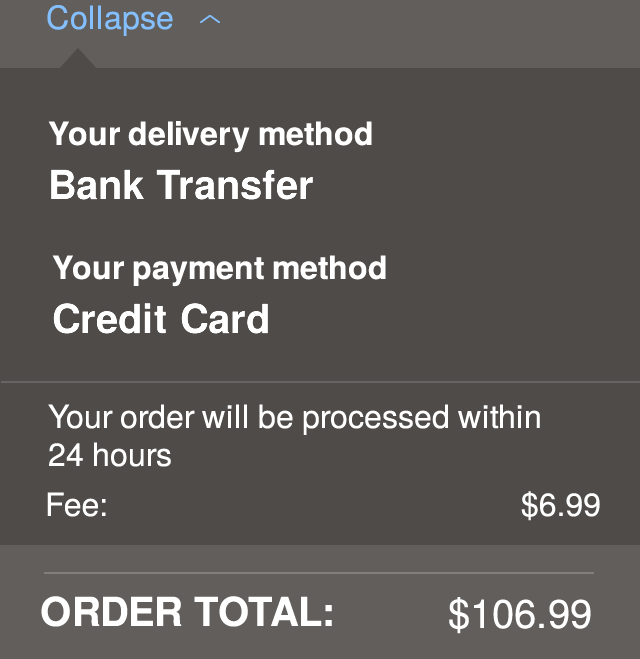 Collapse
Your delivery method
Bank Transfer
Your payment method
Credit Card
Your order will be processed within
24 hours
Fee: $6.99
ORDER TOTAL: $106.99